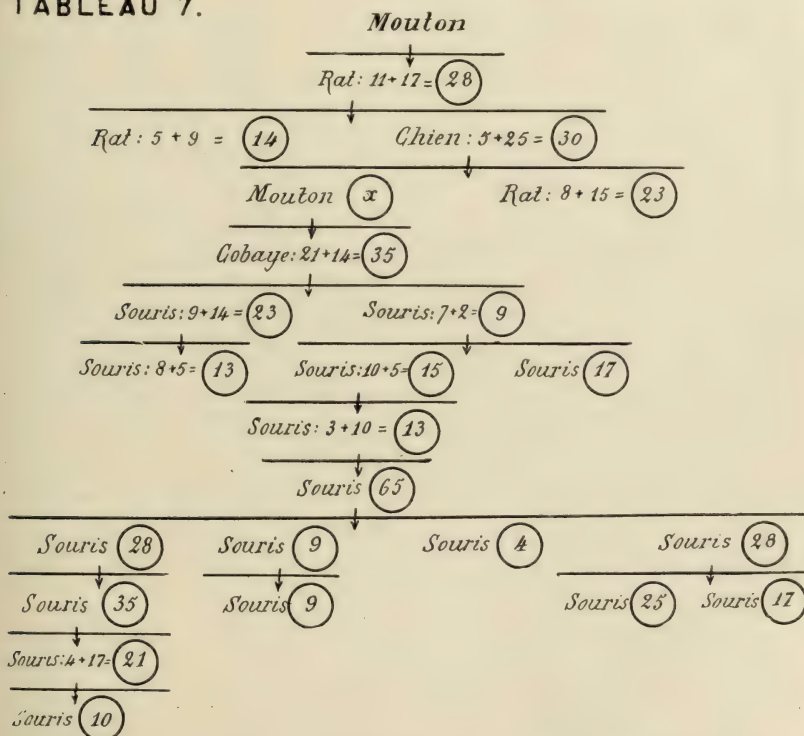 TABLEAU 7.
Mouton
Rat: 11+17=28
Rat: 5+9 = 14 Chien: 5+25=30
Mouton x Rat: 8+15=23
Cobaye: 21+14=35
Souris: 9+14=23 Souris: 7+2=9
Souris: 8+5=13 Souris: 10+5=15 Souris 17
Souris: 3+10=13
Souris 65
Souris 28 Souris 9 Souris 4 Souris 28
Souris 35 Souris 9 Souris 25 Souris 17
Souris: 4+17=21
Souris 10